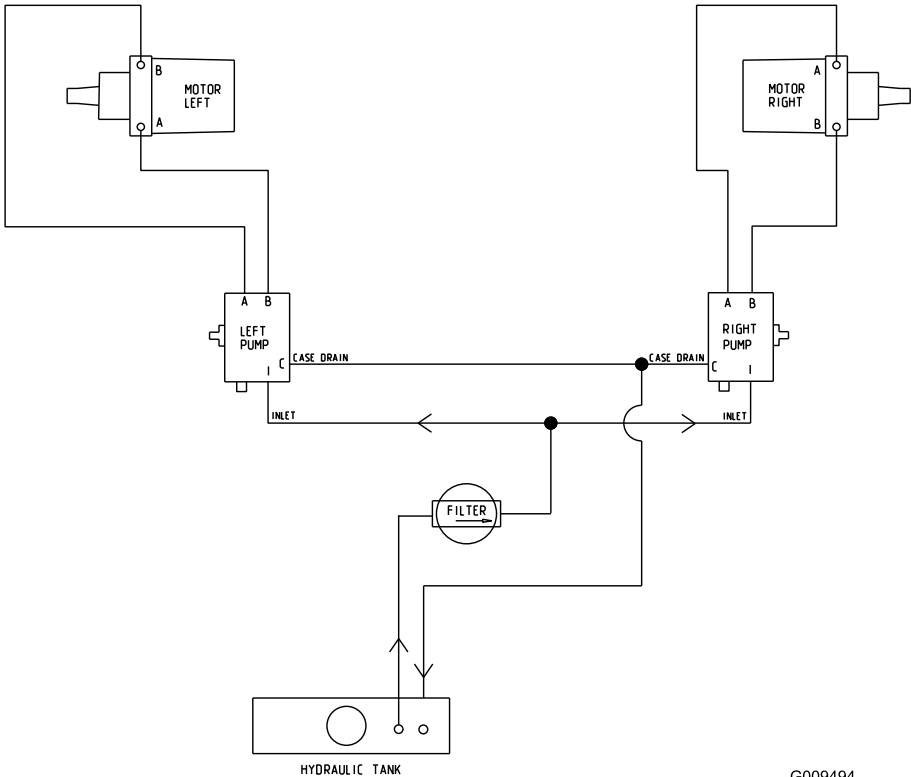 B
MOTOR
LEFT
A
A
MOTOR
RIGHT
B
A B
LEFT
PUMP
C
I
CASE DRAIN
INLET
A B
RIGHT
PUMP
C
I
CASE DRAIN
INLET
FILTER
HYDRAULIC TANK
G009494